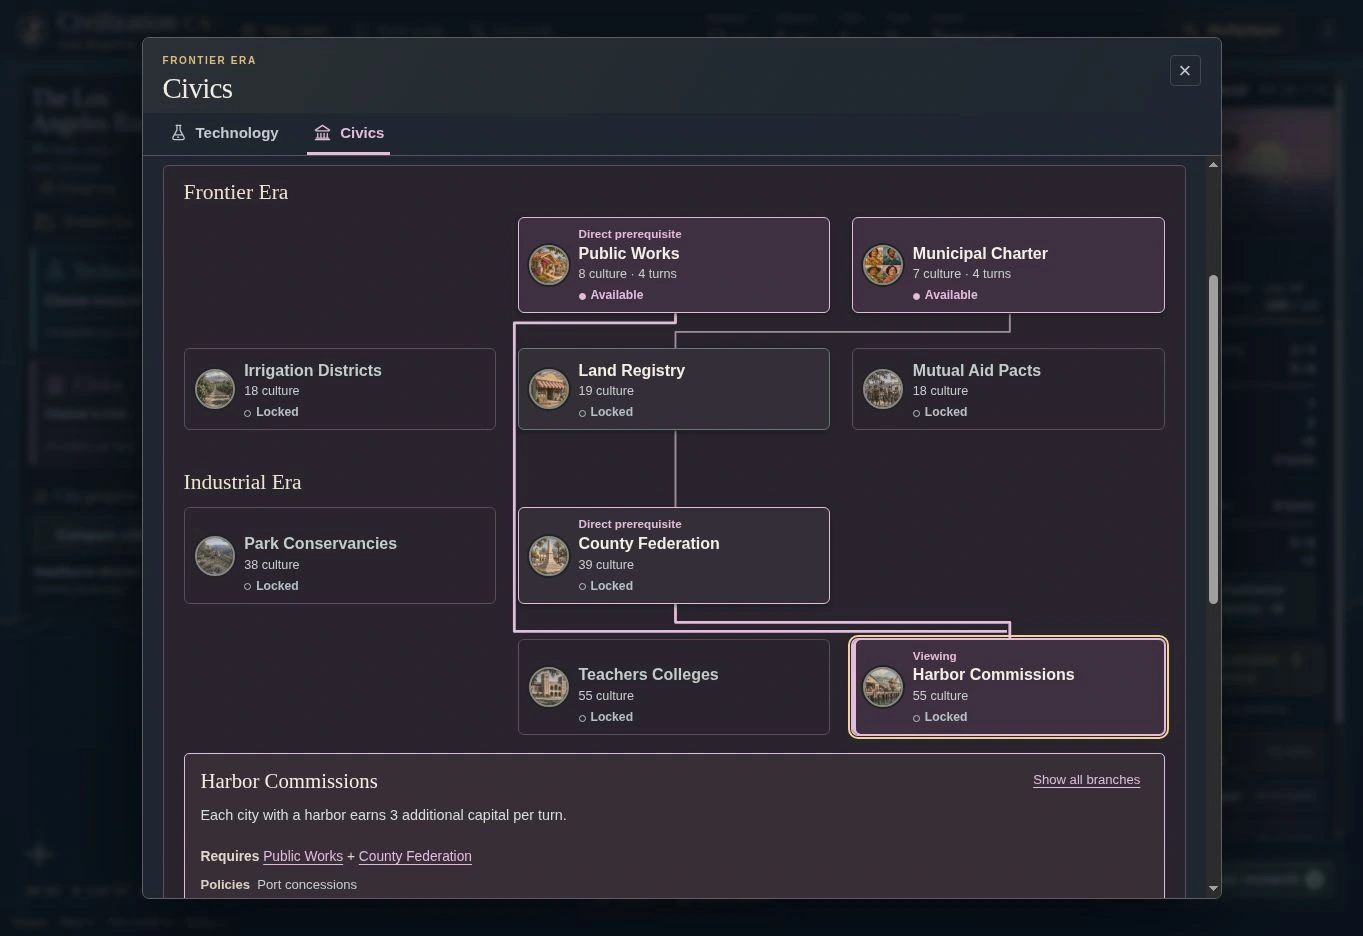 FRONTIER ERA
Civics
Technology
Civics
Frontier Era
Direct prerequisite
Public Works
8 culture · 4 turns
Available
Municipal Charter
7 culture · 4 turns
Available
Irrigation Districts
18 culture
Locked
Land Registry
19 culture
Locked
Mutual Aid Pacts
18 culture
Locked
Industrial Era
Park Conservancies
38 culture
Locked
Direct prerequisite
County Federation
39 culture
Locked
Teachers Colleges
55 culture
Locked
Viewing
Harbor Commissions
55 culture
Locked
Harbor Commissions
Show all branches
Each city with a harbor earns 3 additional capital per turn.
Requires Public Works + County Federation
Policies Port concessions